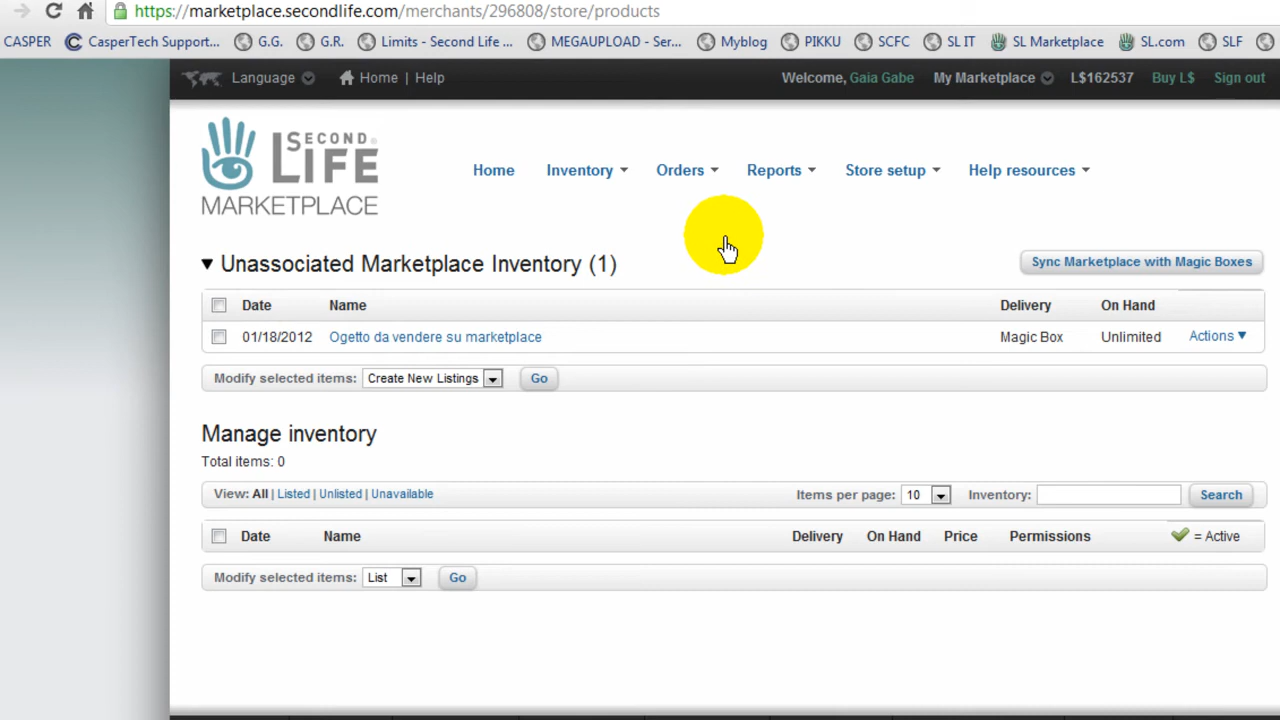 https://marketplace.secondlife.com/merchants/296808/store/products
CASPER CasperTech Support... G.G. G.R. Limits - Second Life ... MEGAUPLOAD - Ser... Myblog PIKKU SCFC SL IT SL Marketplace SL.com SLF
Language Home | Help Welcome, Gaia Gabe My Marketplace L$162537 Buy L$ Sign out
SECOND LIFE
MARKETPLACE
Home Inventory Orders Reports Store setup Help resources
Unassociated Marketplace Inventory (1) Sync Marketplace with Magic Boxes
Date Name Delivery On Hand
01/18/2012 Ogetto da vendere su marketplace Magic Box Unlimited Actions
Modify selected items: Create New Listings Go
Manage inventory
Total items: 0
View: All | Listed | Unlisted | Unavailable Items per page: 10 Inventory: Search
Date Name Delivery On Hand Price Permissions = Active
Modify selected items: List Go